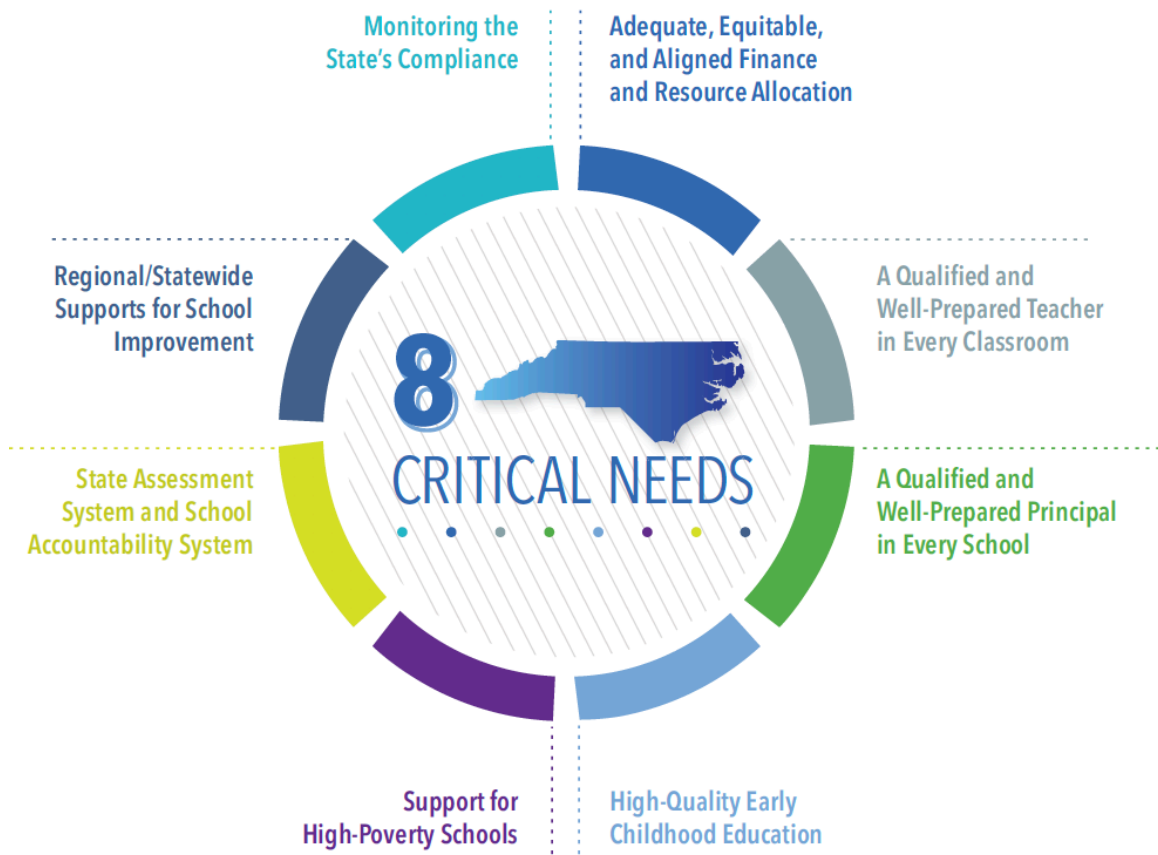 Monitoring the
State's Compliance
Adequate, Equitable,
and Aligned Finance
and Resource Allocation
Regional/Statewide
Supports for School
Improvement
A Qualified and
Well-Prepared Teacher
in Every Classroom
8
CRITICAL NEEDS
State Assessment
System and School
Accountability System
A Qualified and
Well-Prepared Principal
in Every School
Support for
High-Poverty Schools
High-Quality Early
Childhood Education